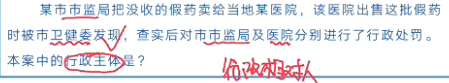 某市市监局把没收的假药卖给当地某医院，该医院出售这批假药
时被市卫健委发现，查实后对市市监局及医院分别进行了行政处罚。
本案中的行政主体是？
行政相对人